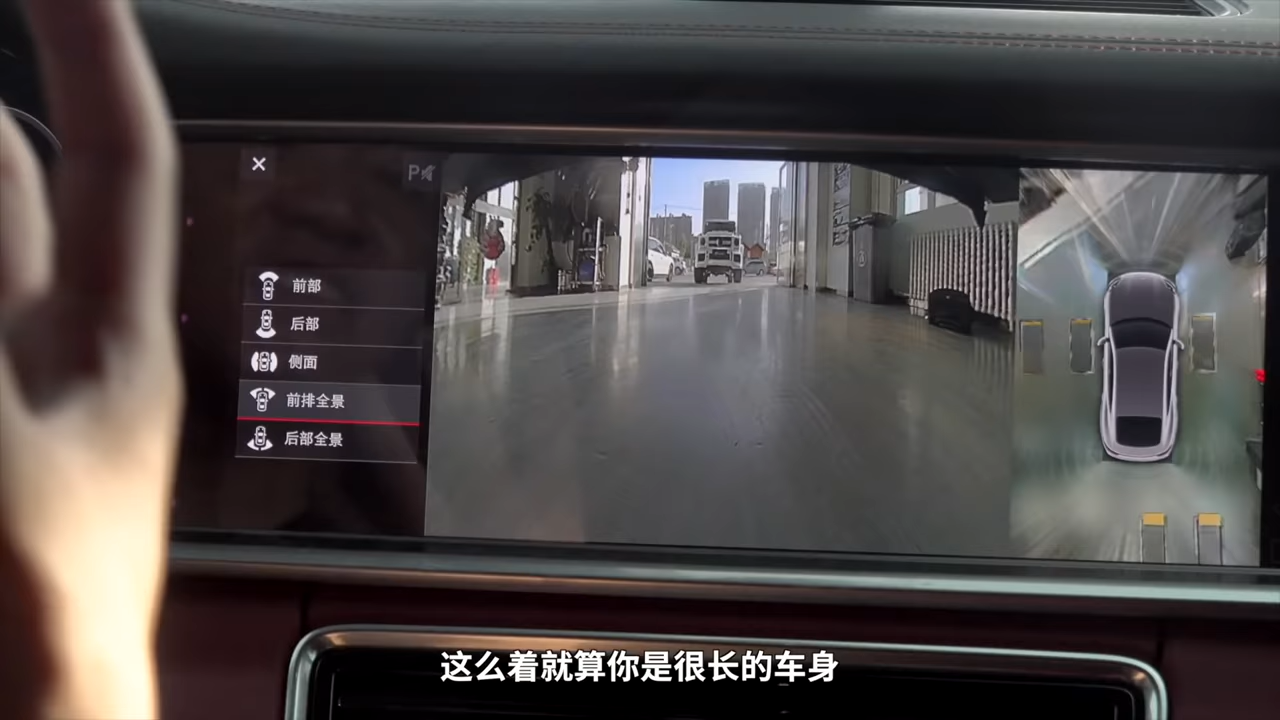 P
前部
后部
侧面
前排全景
后部全景
这么着就算你是很长的车身